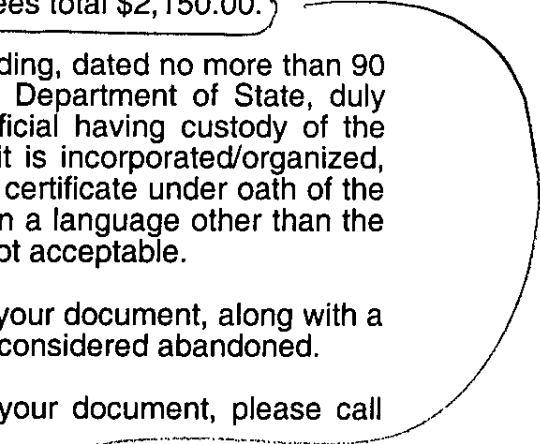 ees total $2,150.00.
ding, dated no more than 90
Department of State, duly
ficial having custody of the
it is incorporated/organized,
certificate under oath of the
n a language other than the
ot acceptable.
your document, along with a
considered abandoned.
your document, please call